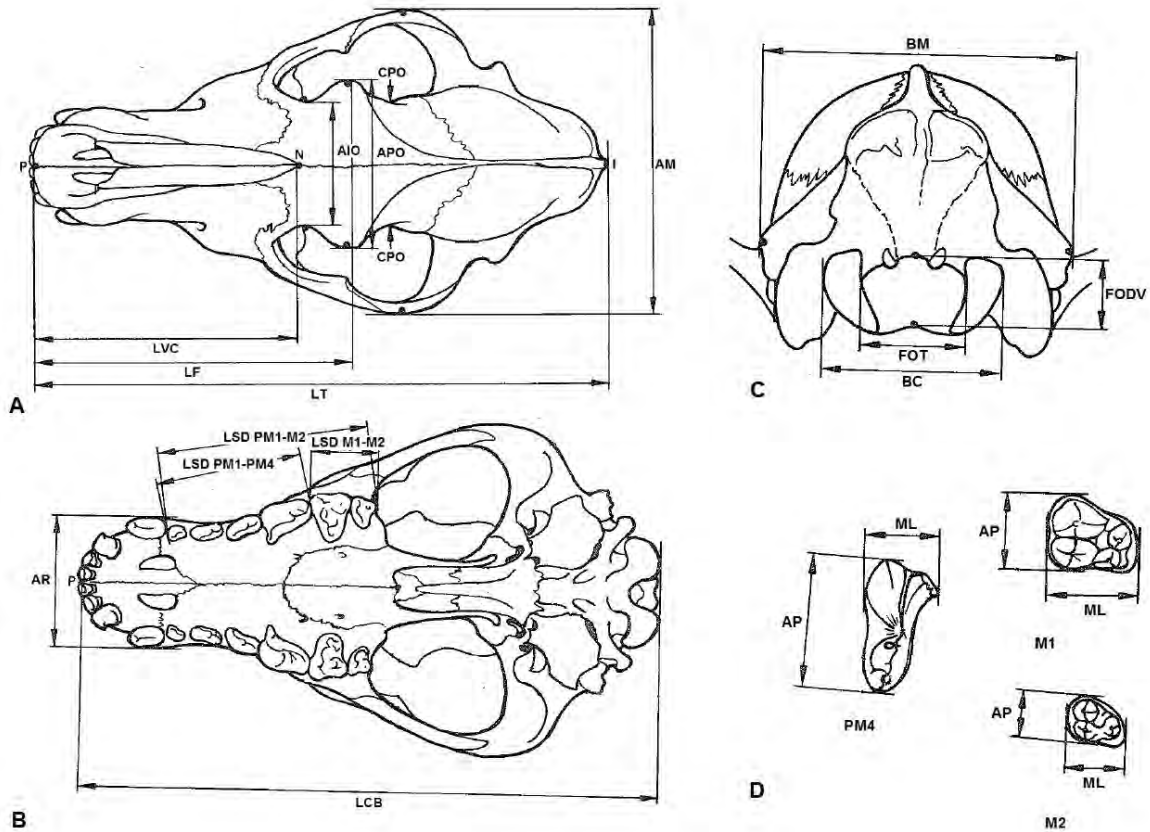 CPO
P
N
AIO
APO
I
AM
CPO
LVC
LF
LT
A
BM
FODV
FOT
BC
C
LSD PM1-M2
LSD M1-M2
LSD PM1-PM4
AR
P
LCB
B
ML
AP
PM4
AP
ML
M1
AP
ML
M2
D